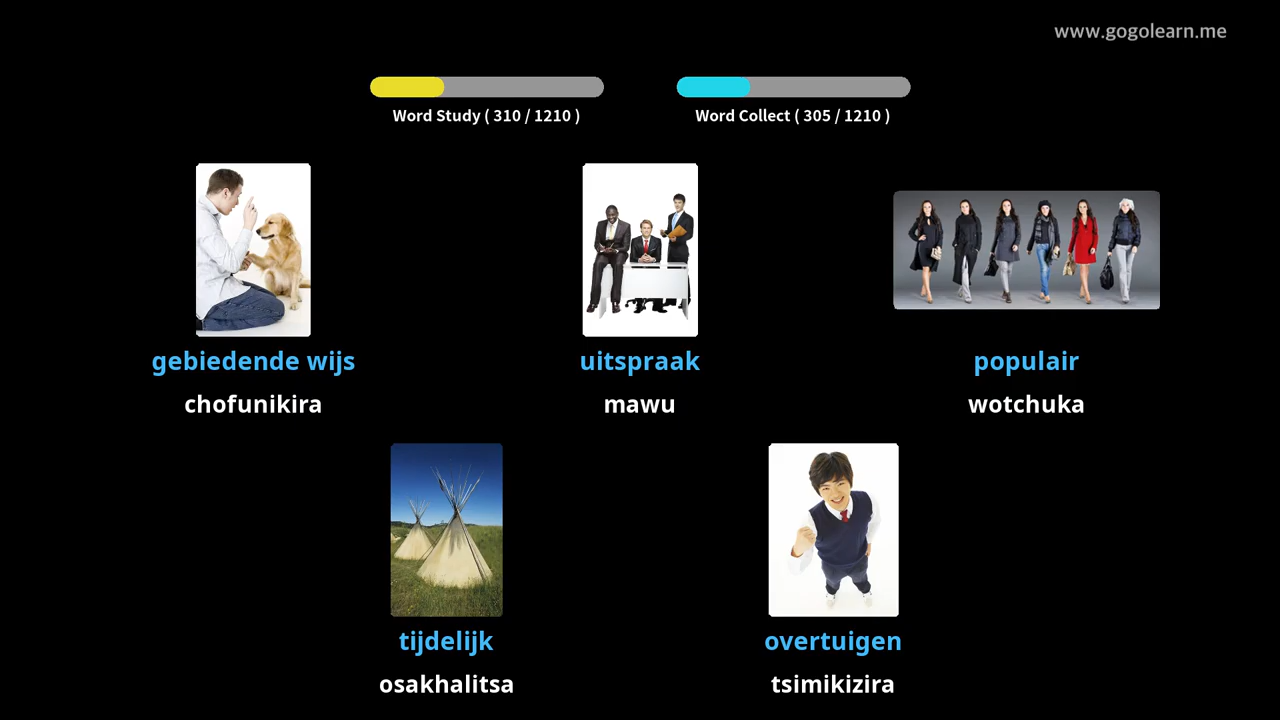 www.gogolearn.me
Word Study ( 310 / 1210 )
Word Collect ( 305 / 1210 )
gebiedende wijs
chofunikira
uitspraak
mawu
populair
wotchuka
tijdelijk
osakhalitsa
overtuigen
tsimikizira